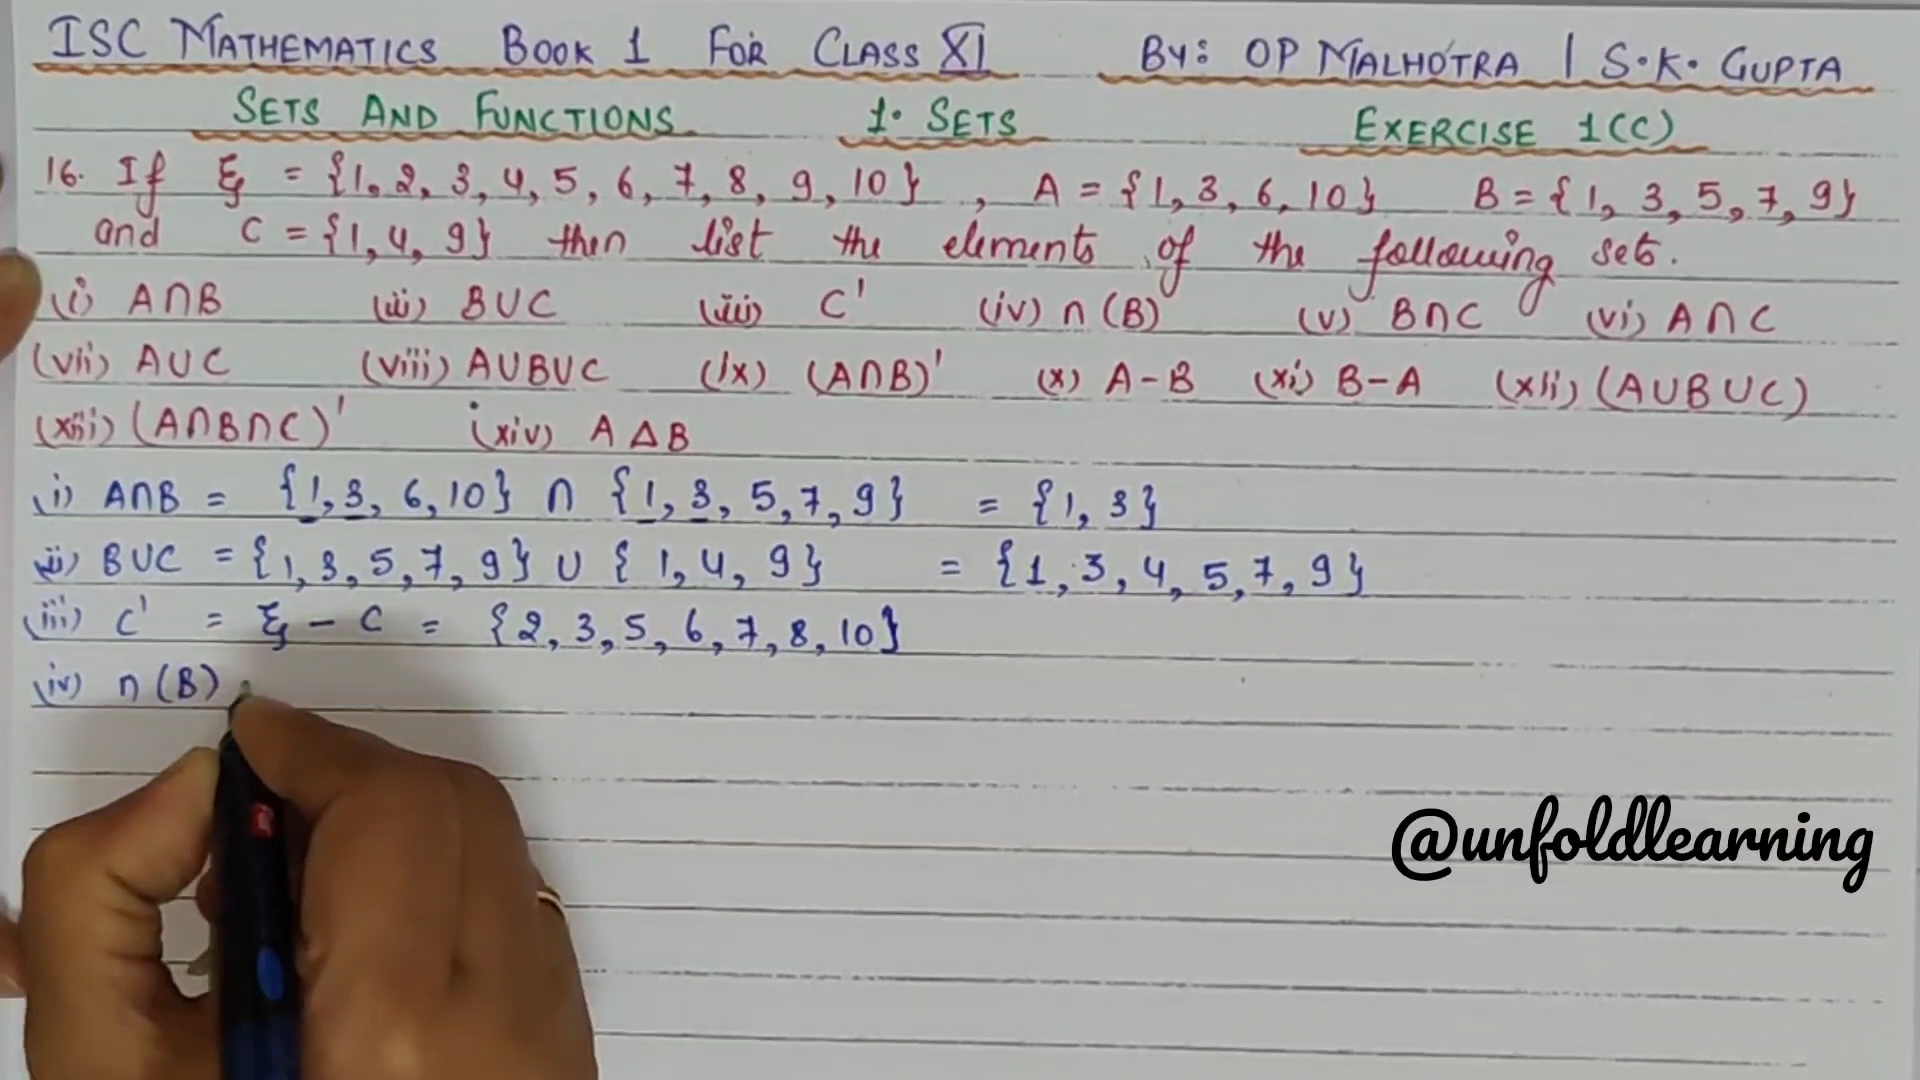 ISC MATHEMATICS BOOK 1 FOR CLASS XI BY: OP MALHOTRA | S.K. GUPTA
SETS AND FUNCTIONS 1. SETS EXERCISE 1(C)
16. If ξ = {1, 2, 3, 4, 5, 6, 7, 8, 9, 10} , A = {1, 3, 6, 10} B = {1, 3, 5, 7, 9}
and C = {1, 4, 9} then list the elements of the following sets.
(i) A∩B (ii) B∪C (iii) C' (iv) n(B) (v) B∩C (vi) A∩C
(vii) A∪C (viii) A∪B∪C (ix) (A∩B)' (x) A-B (xi) B-A (xii) (A∪B∪C)
(xiii) (A∩B∩C)' (xiv) A Δ B
(i) A∩B = {1, 3, 6, 10} ∩ {1, 3, 5, 7, 9} = {1, 3}
(ii) B∪C = {1, 3, 5, 7, 9} ∪ {1, 4, 9} = {1, 3, 4, 5, 7, 9}
(iii) C' = ξ - C = {2, 3, 5, 6, 7, 8, 10}
(iv) n(B)
@unfoldlearning